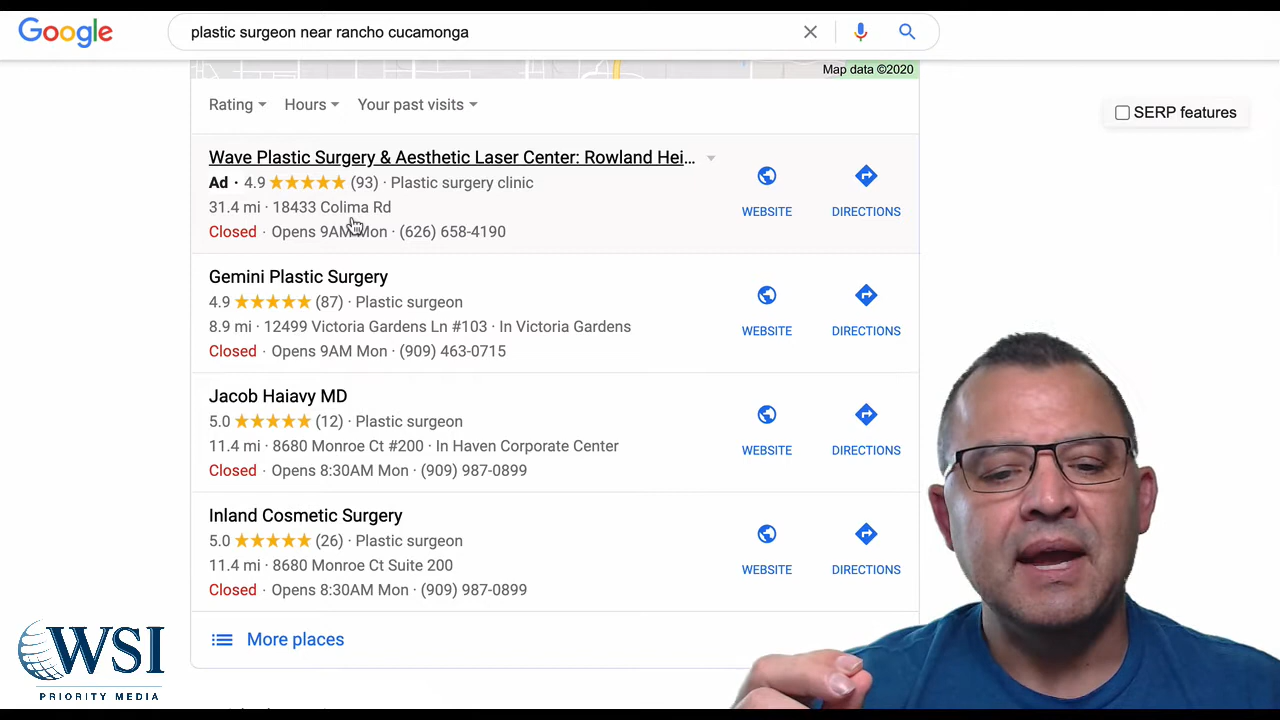 Google
plastic surgeon near rancho cucamonga
Map data ©2020
Rating Hours Your past visits
SERP features
Wave Plastic Surgery & Aesthetic Laser Center: Rowland Hei...
Ad · 4.9 (93) · Plastic surgery clinic
31.4 mi · 18433 Colima Rd
Closed · Opens 9AM Mon · (626) 658-4190
WEBSITE DIRECTIONS
Gemini Plastic Surgery
4.9 (87) · Plastic surgeon
8.9 mi · 12499 Victoria Gardens Ln #103 · In Victoria Gardens
Closed · Opens 9AM Mon · (909) 463-0715
WEBSITE DIRECTIONS
Jacob Haiavy MD
5.0 (12) · Plastic surgeon
11.4 mi · 8680 Monroe Ct #200 · In Haven Corporate Center
Closed · Opens 8:30AM Mon · (909) 987-0899
WEBSITE DIRECTIONS
Inland Cosmetic Surgery
5.0 (26) · Plastic surgeon
11.4 mi · 8680 Monroe Ct Suite 200
Closed · Opens 8:30AM Mon · (909) 987-0899
WEBSITE DIRECTIONS
More places
WSI
PRIORITY MEDIA